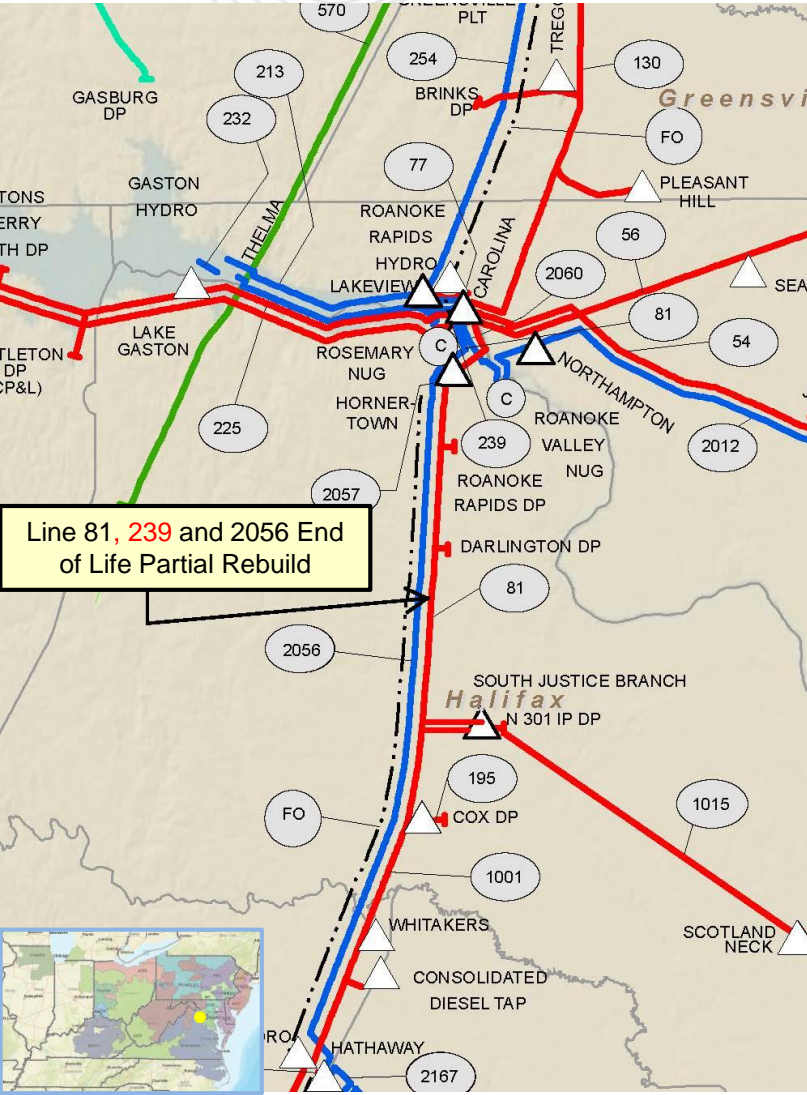 570
GREENSVILLE
PLT
254
213
130
GASBURG
DP
BRINKS
DP
Greensvi
232
FO
77
GASTON
HYDRO
PLEASANT
HILL
THELMA
ROANOKE
RAPIDS
HYDRO
CAROLINA
56
TONS
ERRY
TH DP
2060
LAKEVIEW
SEA
81
LAKE
GASTON
ROSEMARY
NUG
C
54
TLETON
DP
CP&L)
NORTHAMPTON
HORNER-
TOWN
C
225
239
ROANOKE
VALLEY
NUG
2012
2057
ROANOKE
RAPIDS DP
Line 81, 239 and 2056 End
of Life Partial Rebuild
DARLINGTON DP
81
2056
SOUTH JUSTICE BRANCH
Halifax
N 301 IP DP
195
1015
FO
COX DP
1001
WHITAKERS
SCOTLAND
NECK
CONSOLIDATED
DIESEL TAP
RO
HATHAWAY
2167